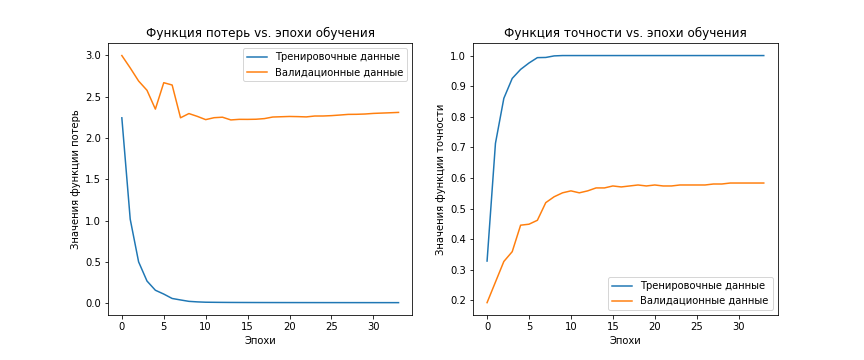 Функция потерь vs. эпохи обучения
3.0
2.5
2.0
1.5
1.0
0.5
0.0
Значения функции потерь
Тренировочные данные
Валидационные данные
0 5 10 15 20 25 30
Эпохи
Функция точности vs. эпохи обучения
1.0
0.9
0.8
0.7
0.6
0.5
0.4
0.3
0.2
Значения функции точности
Тренировочные данные
Валидационные данные
0 5 10 15 20 25 30
Эпохи